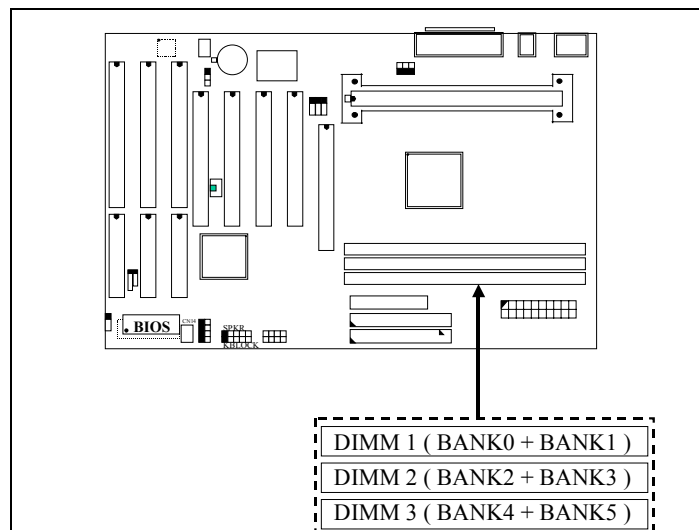 CN14
BIOS
SPKR
KBLOCK
DIMM 1 ( BANK0 + BANK1 )
DIMM 2 ( BANK2 + BANK3 )
DIMM 3 ( BANK4 + BANK5 )